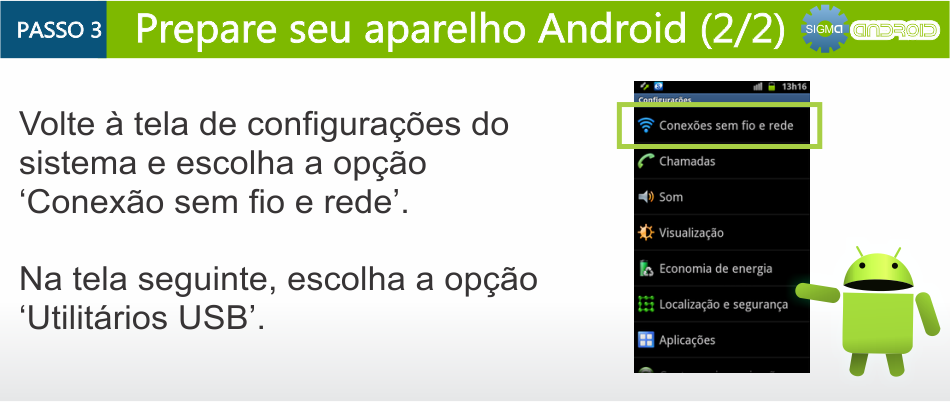 PASSO 3
Prepare seu aparelho Android (2/2)
SIGMA
ANDROID
Volte à tela de configurações do
sistema e escolha a opção
‘Conexão sem fio e rede’.
Na tela seguinte, escolha a opção
‘Utilitários USB’.
13h16
Configurações
Conexões sem fio e rede
Chamadas
Som
Visualização
Economia de energia
Localização e segurança
Aplicações